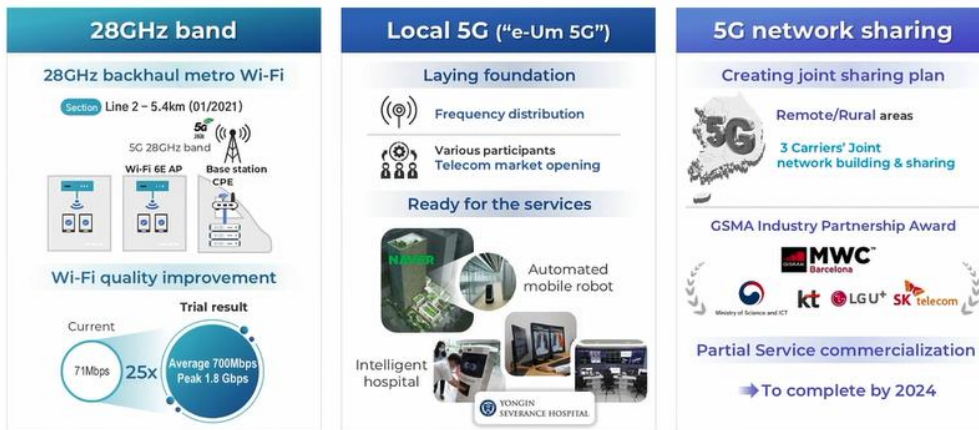 28GHz band
28GHz backhaul metro Wi-Fi
Section Line 2 – 5.4km (01/2021)
5G
5G 28GHz band
Wi-Fi 6E AP
Base station
CPE
Wi-Fi quality improvement
Trial result
Current
71Mbps
25x
Average 700Mbps
Peak 1.8 Gbps
Local 5G ("e-Um 5G")
Laying foundation
Frequency distribution
Various participants
Telecom market opening
Ready for the services
NAVER
Automated
mobile robot
Intelligent
hospital
YONGIN
SEVERANCE HOSPITAL
5G network sharing
Creating joint sharing plan
5G
Remote/Rural areas
3 Carriers' Joint
network building & sharing
GSMA Industry Partnership Award
MWC™
Barcelona
Ministry of Science and ICT
kt
LG U+
SK telecom
Partial Service commercialization
To complete by 2024